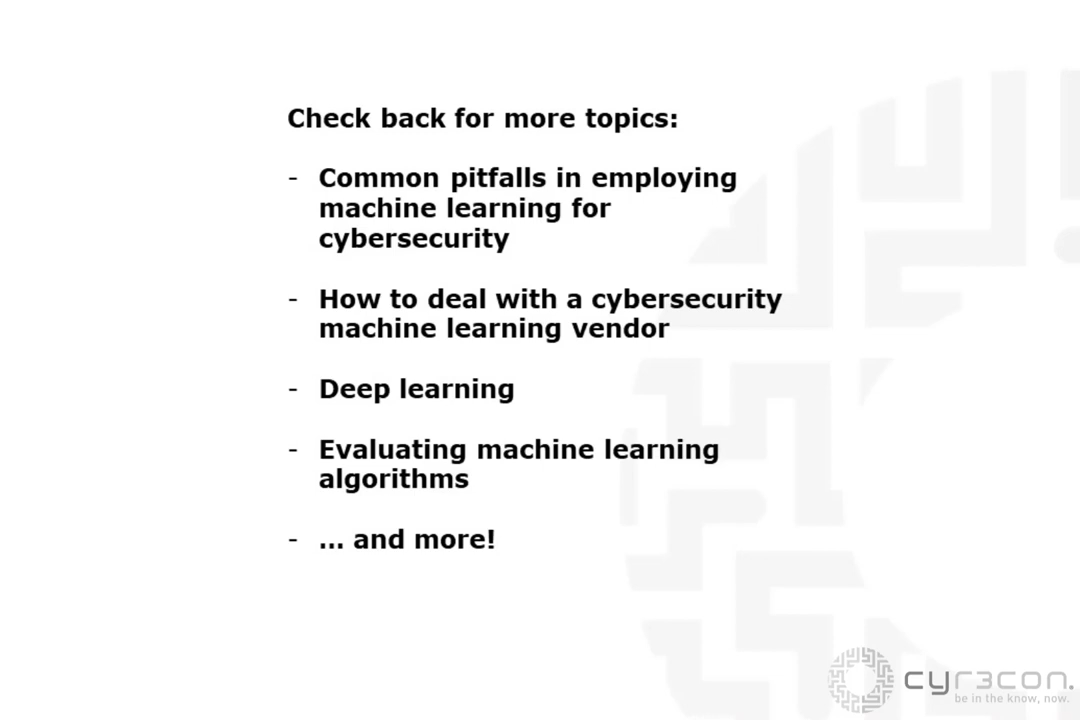 Check back for more topics:
- Common pitfalls in employing
machine learning for
cybersecurity
- How to deal with a cybersecurity
machine learning vendor
- Deep learning
- Evaluating machine learning
algorithms
- ... and more!
cyr3con.
be in the know, now.